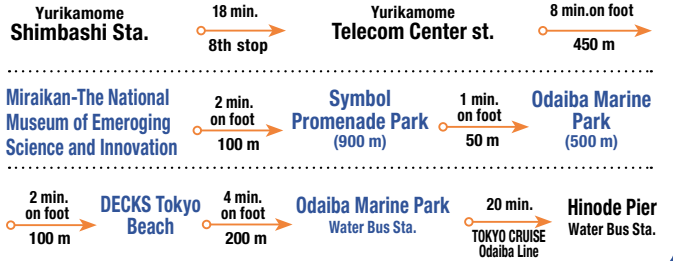 Yurikamome
Shimbashi Sta.
18 min.
8th stop
Yurikamome
Telecom Center st.
8 min.on foot
450 m
Miraikan-The National
Museum of Emeroging
Science and Innovation
2 min.
on foot
100 m
Symbol
Promenade Park
(900 m)
1 min.
on foot
50 m
Odaiba Marine
Park
(500 m)
2 min.
on foot
100 m
DECKS Tokyo
Beach
4 min.
on foot
200 m
Odaiba Marine Park
Water Bus Sta.
20 min.
TOKYO CRUISE
Odaiba Line
Hinode Pier
Water Bus Sta.